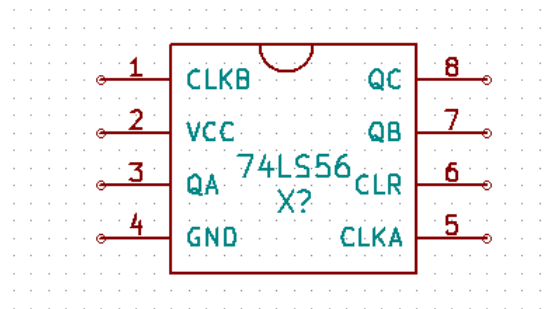 1 CLKB QC 8
2 VCC QB 7
74LS56
3 QA CLR 6
X?
4 GND CLKA 5